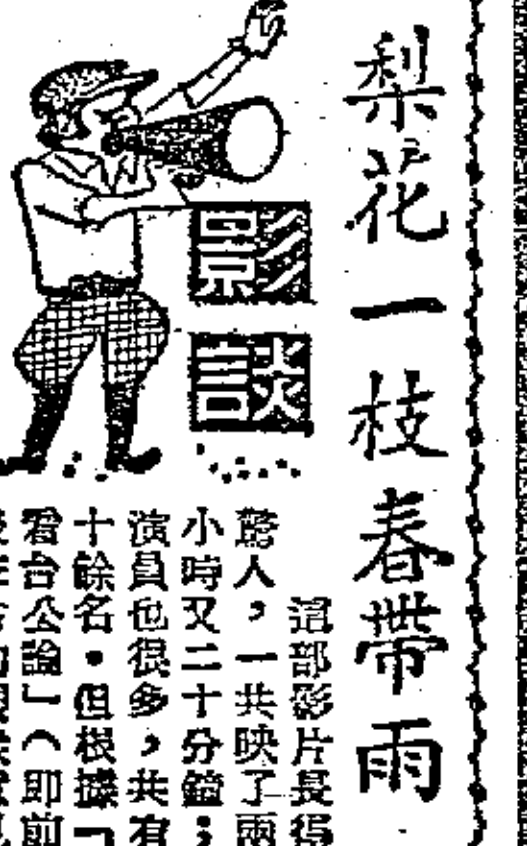 梨花一枝春帶雨
影談
這部影片長得
驚人，一共映了兩
小時又二十分鐘；
演員也很多，共有
十餘名。但根據「
看台公論」（即前